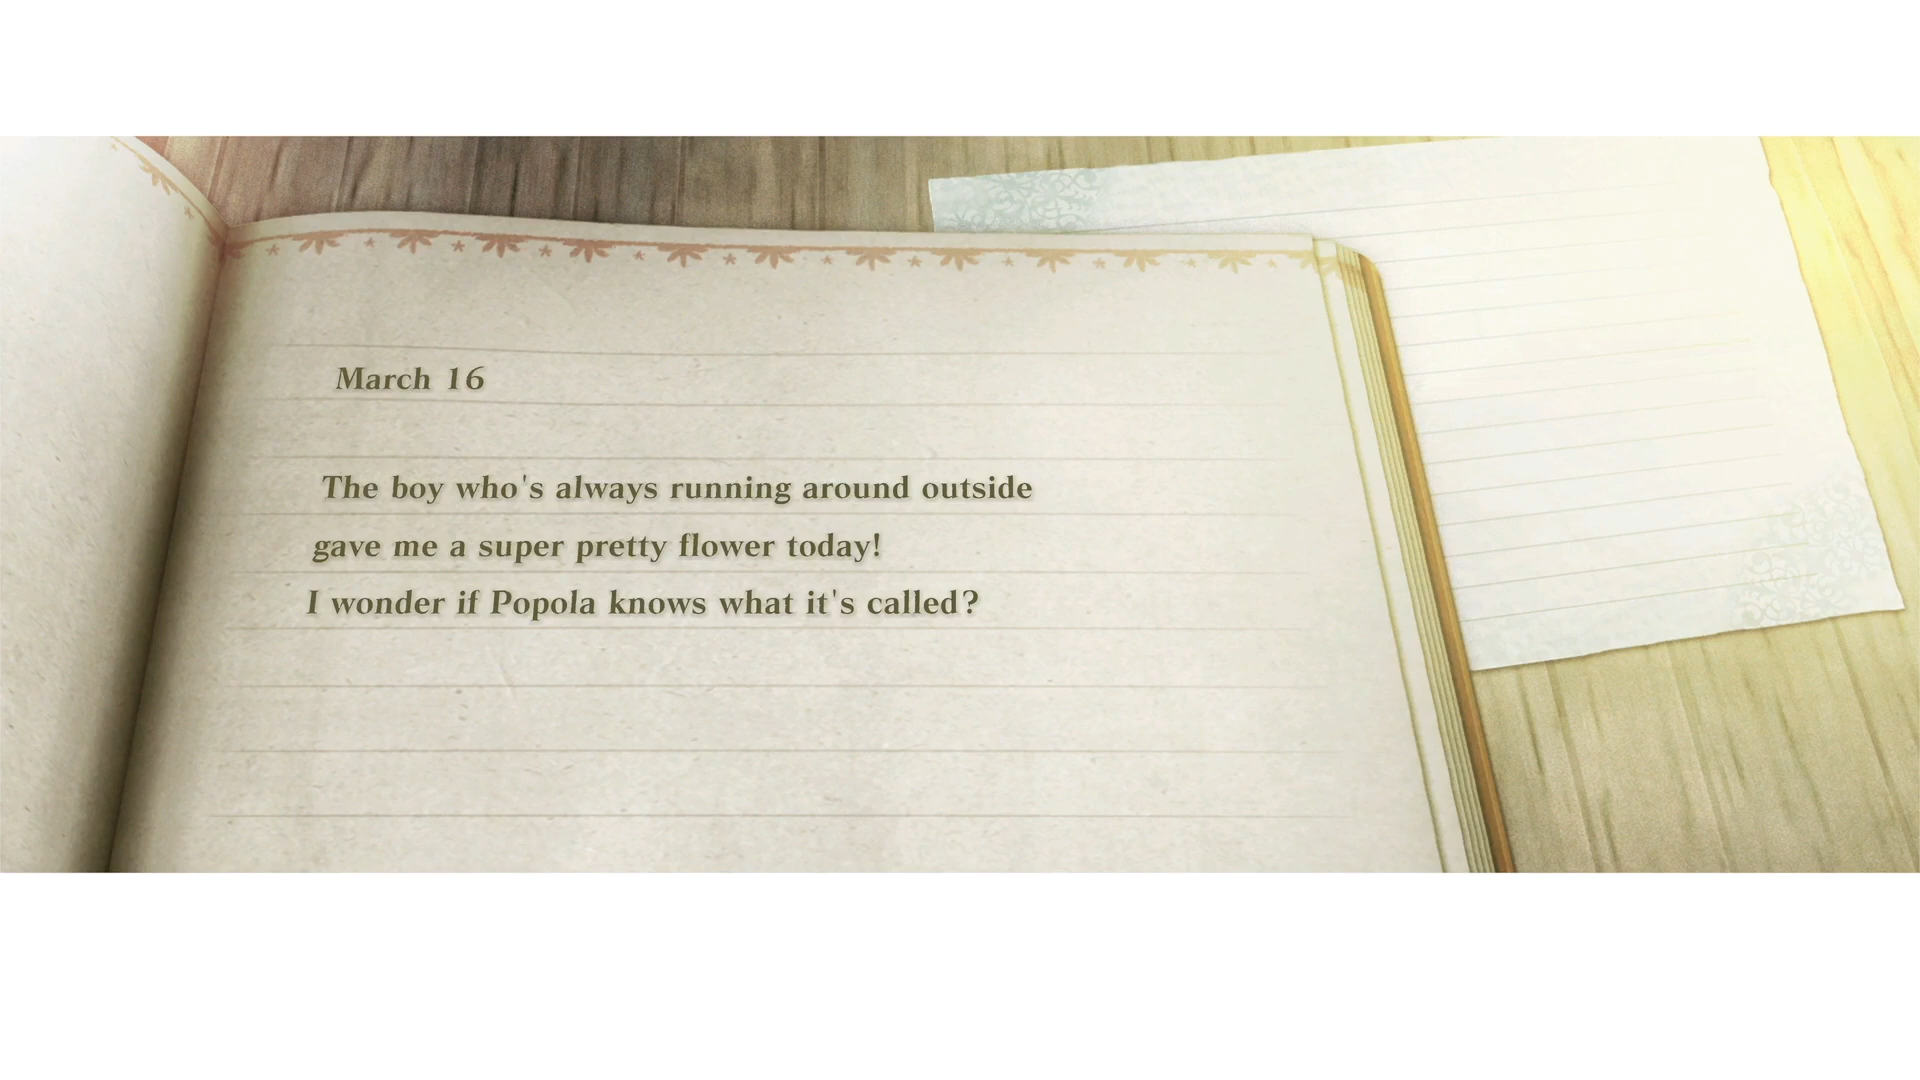 March 16
The boy who's always running around outside
gave me a super pretty flower today!
I wonder if Popola knows what it's called?